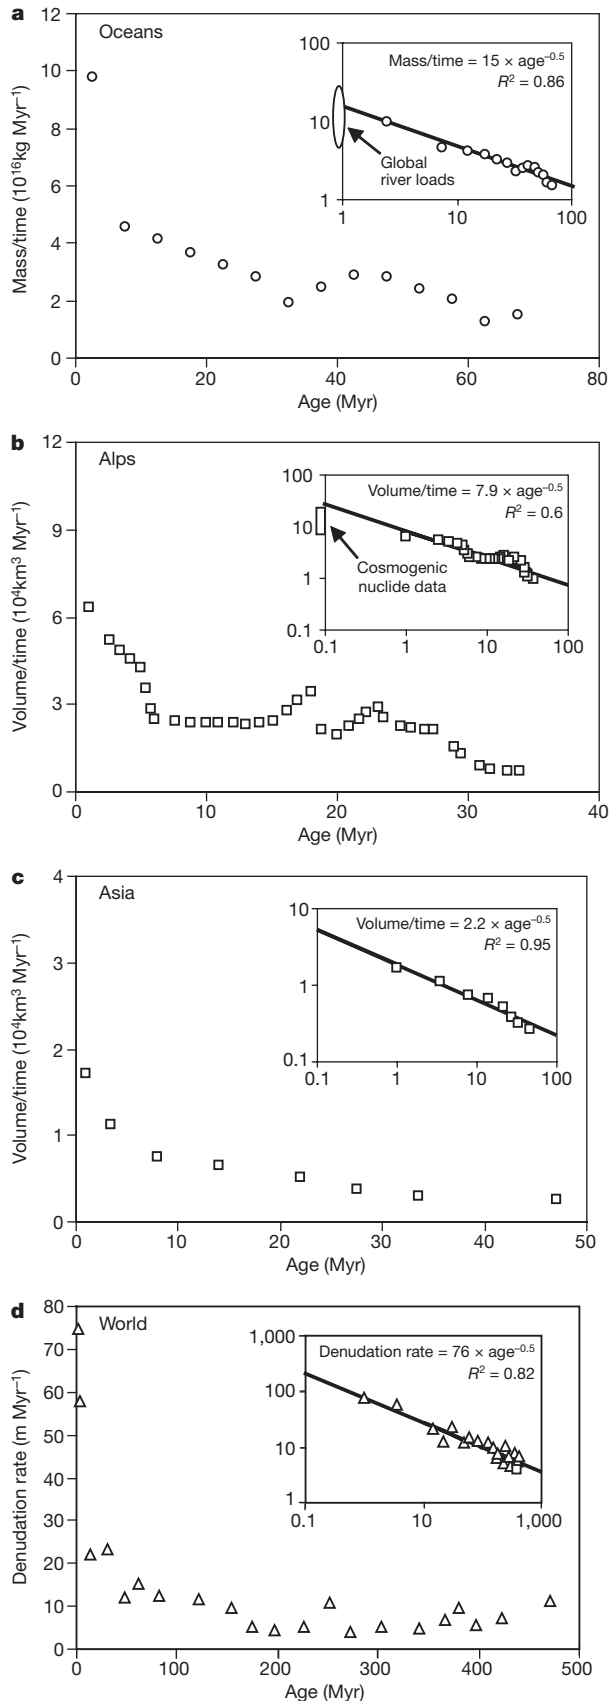 a
Oceans
12
10
8
6
4
2
0
Mass/time (10¹⁶kg Myr⁻¹)
0 20 40 60 80
Age (Myr)
100
10
1
1 10 100
Mass/time = 15 × age⁻⁰·⁵
R² = 0.86
Global
river loads
b
Alps
12
9
6
3
0
Volume/time (10⁴km³ Myr⁻¹)
0 10 20 30 40
Age (Myr)
100
10
1
0.1
0.1 1 10 100
Volume/time = 7.9 × age⁻⁰·⁵
R² = 0.6
Cosmogenic
nuclide data
c
Asia
4
3
2
1
0
Volume/time (10⁴km³ Myr⁻¹)
0 10 20 30 40 50
Age (Myr)
10
1
0.1
0.1 1 10 100
Volume/time = 2.2 × age⁻⁰·⁵
R² = 0.95
d
World
80
75
60
50
40
30
20
10
0
Denudation rate (m Myr⁻¹)
0 100 200 300 400 500
Age (Myr)
1,000
100
10
1
0.1 10 1,000
Denudation rate = 76 × age⁻⁰·⁵
R² = 0.82